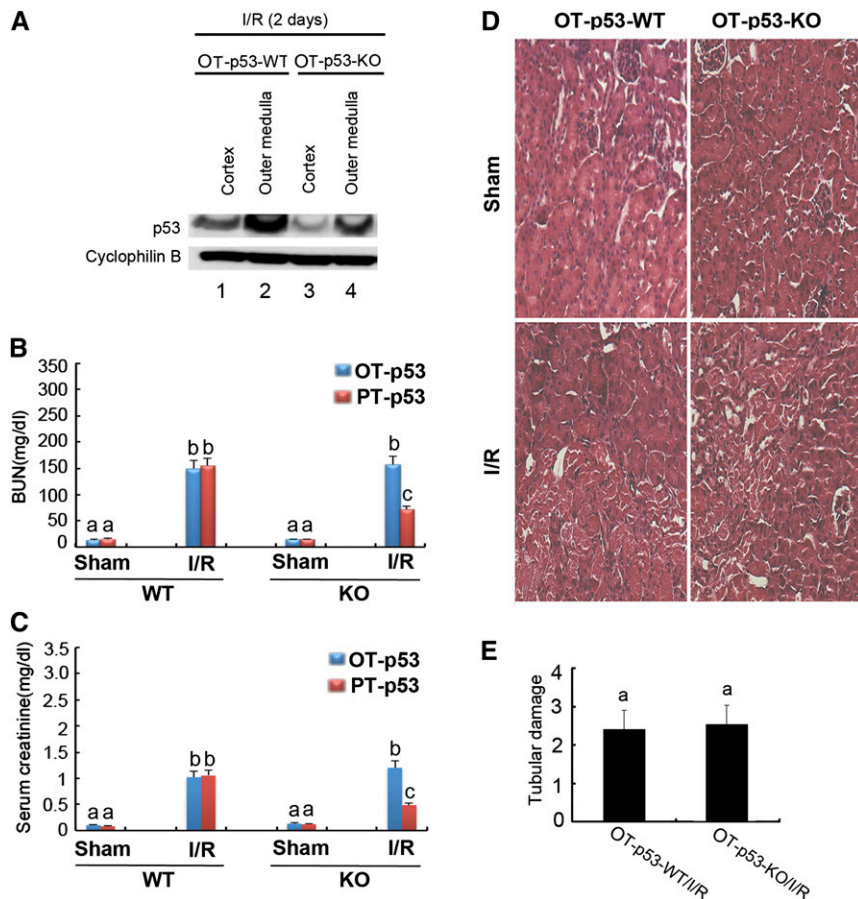 A
I/R (2 days)
OT-p53-WT OT-p53-KO
Cortex
Outer medulla
Cortex
Outer medulla
p53
Cyclophilin B
1 2 3 4
B
BUN(mg/dl)
350
300
250
200
150
100
50
0
OT-p53
PT-p53
a a
b b
a a
b
c
Sham I/R Sham I/R
WT KO
C
Serum creatinine(mg/dl)
3.5
3
2.5
2
1.5
1
0.5
0
OT-p53
PT-p53
a a
b b
a a
b
c
Sham I/R Sham I/R
WT KO
D
OT-p53-WT OT-p53-KO
Sham
I/R
E
Tubular damage
4
3
2
1
0
a a
OT-p53-WT/I/R
OT-p53-KO/I/R